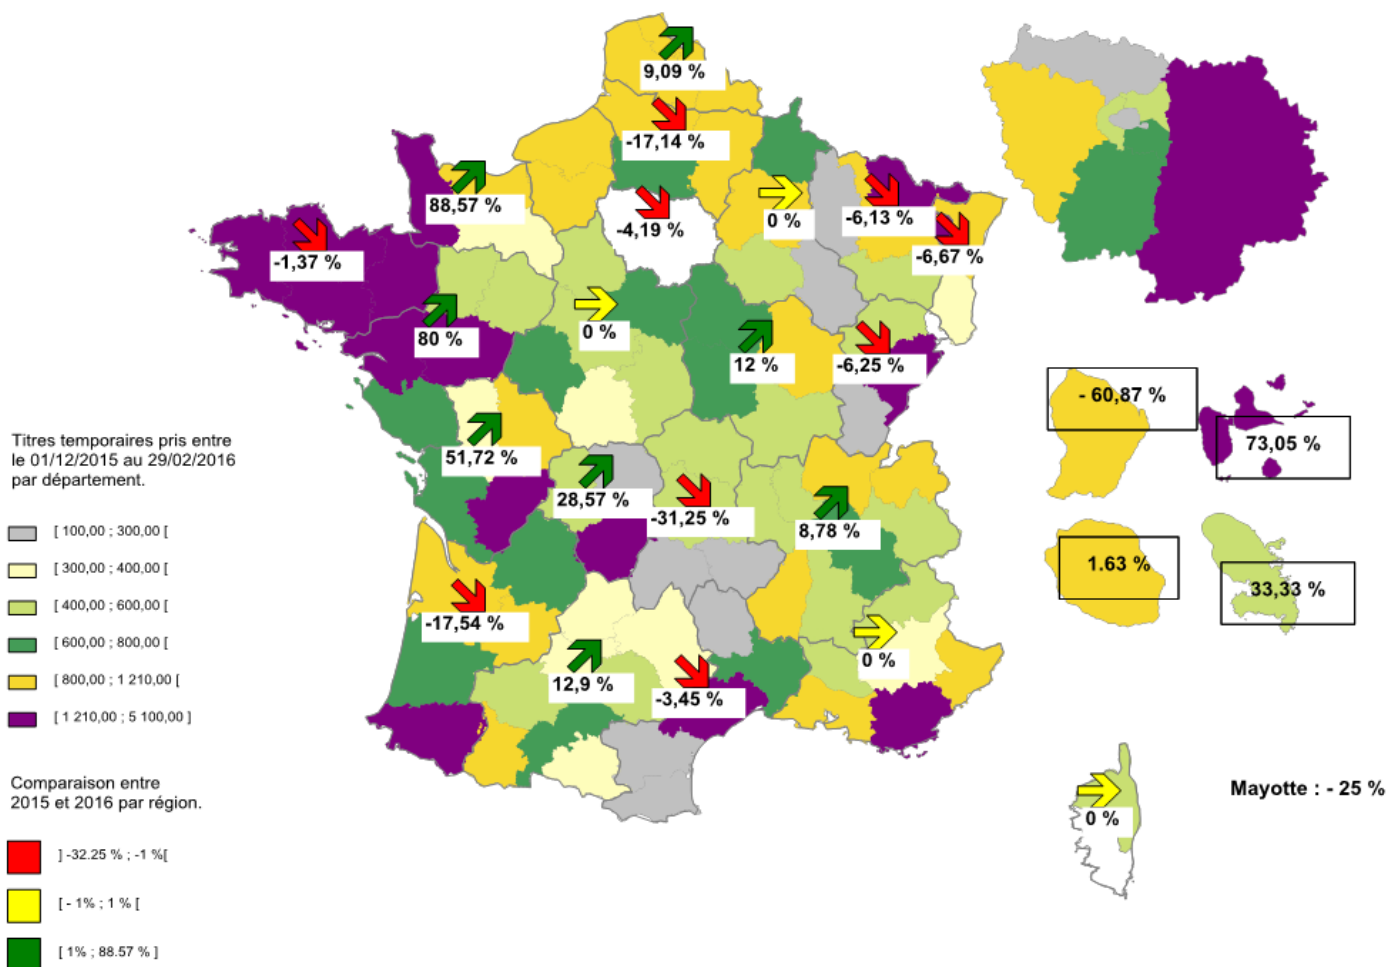 9,09 %
-17,14 %
88,57 %
-4,19 %
0 %
-6,13 %
-6,67 %
-1,37 %
80 %
0 %
12 %
-6,25 %
- 60,87 %
73,05 %
51,72 %
28,57 %
-31,25 %
8,78 %
1.63 %
33,33 %
-17,54 %
0 %
12,9 %
-3,45 %
0 %
Mayotte : - 25 %
Titres temporaires pris entre
le 01/12/2015 au 29/02/2016
par département.
[ 100,00 ; 300,00 [
[ 300,00 ; 400,00 [
[ 400,00 ; 600,00 [
[ 600,00 ; 800,00 [
[ 800,00 ; 1 210,00 [
[ 1 210,00 ; 5 100,00 ]
Comparaison entre
2015 et 2016 par région.
] -32.25 % ; -1 %[
[ - 1% ; 1 % [
[ 1% ; 88.57 % ]